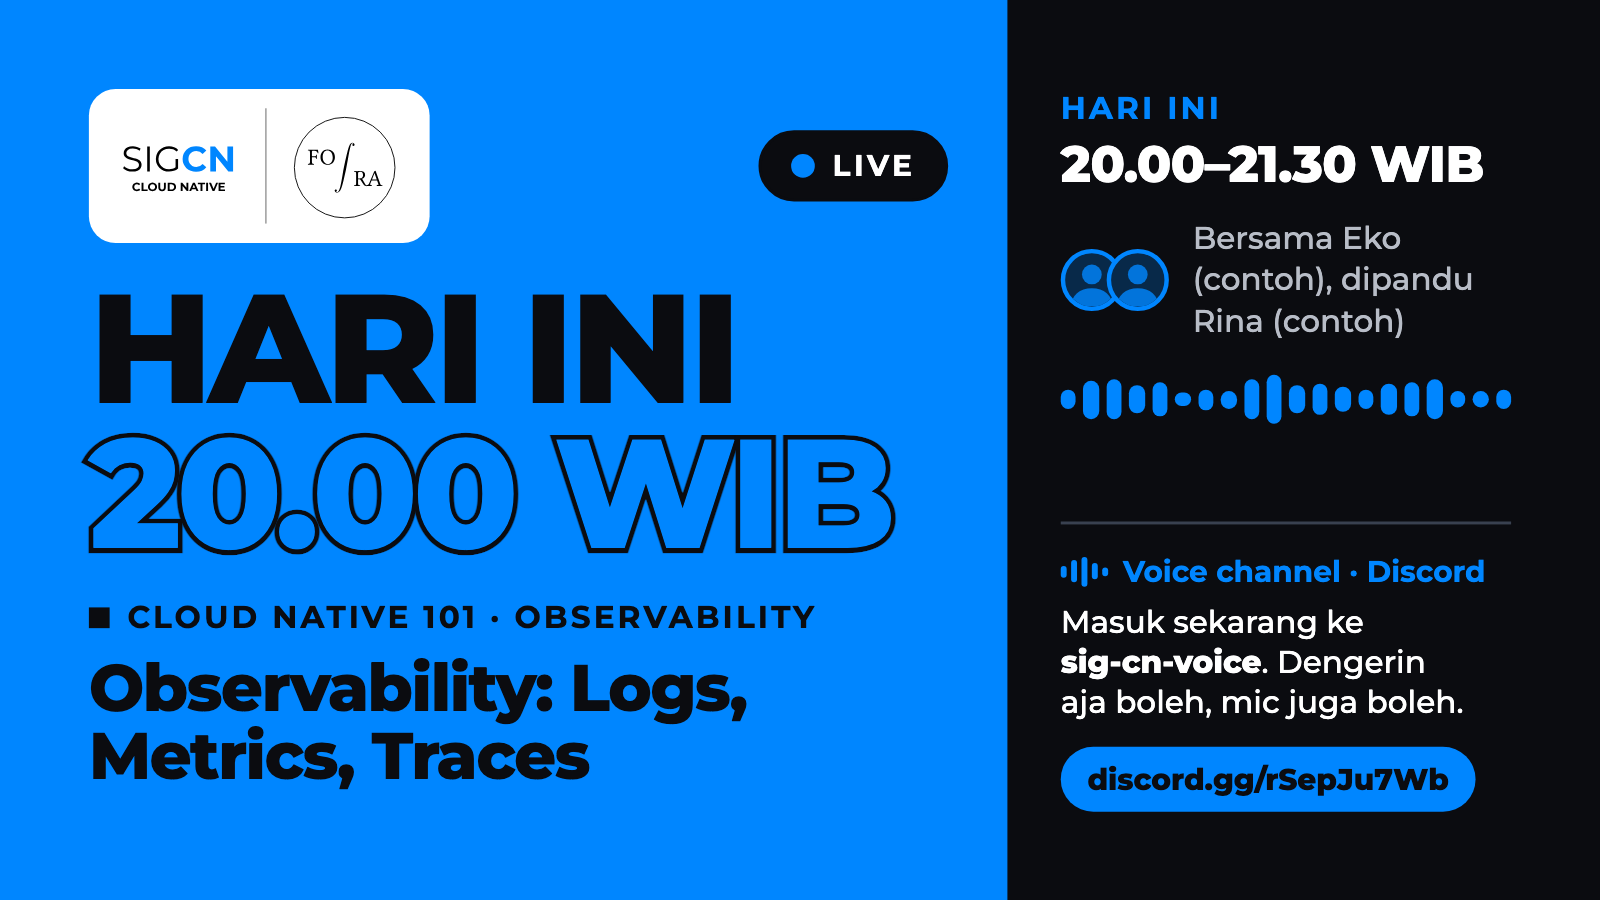 SIGCN
CLOUD NATIVE
FO
RA
LIVE
HARI INI
20.00 WIB
CLOUD NATIVE 101 · OBSERVABILITY
Observability: Logs,
Metrics, Traces
HARI INI
20.00–21.30 WIB
Bersama Eko
(contoh), dipandu
Rina (contoh)
Voice channel · Discord
Masuk sekarang ke
sig-cn-voice. Dengerin
aja boleh, mic juga boleh.
discord.gg/rSepJu7Wb